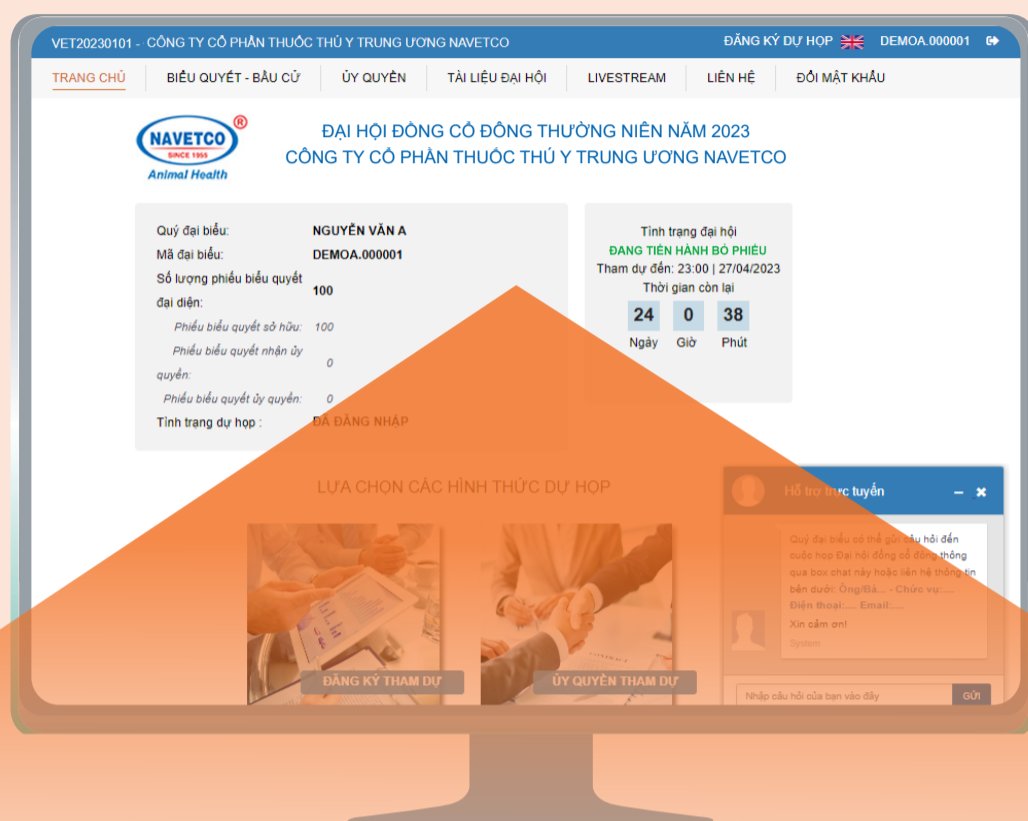 VET20230101 - CÔNG TY CỔ PHẦN THUỐC THÚ Y TRUNG ƯƠNG NAVETCO
ĐĂNG KÝ DỰ HỌP
DEMOA.000001
TRANG CHỦ
BIỂU QUYẾT - BẦU CỬ
ỦY QUYỀN
TÀI LIỆU ĐẠI HỘI
LIVESTREAM
LIÊN HỆ
ĐỔI MẬT KHẨU
NAVETCO ®
SINCE 1955
Animal Health
ĐẠI HỘI ĐỒNG CỔ ĐÔNG THƯỜNG NIÊN NĂM 2023
CÔNG TY CỔ PHẦN THUỐC THÚ Y TRUNG ƯƠNG NAVETCO
Quý đại biểu: NGUYỄN VĂN A
Mã đại biểu: DEMOA.000001
Số lượng phiếu biểu quyết
đại diện: 100
Phiếu biểu quyết sở hữu: 100
Phiếu biểu quyết nhận ủy
quyền: 0
Phiếu biểu quyết ủy quyền: 0
Tình trạng dự họp : ĐÃ ĐĂNG NHẬP
Tình trạng đại hội
ĐANG TIẾN HÀNH BỎ PHIẾU
Tham dự đến: 23:00 | 27/04/2023
Thời gian còn lại
24 0 38
Ngày Giờ Phút
LỰA CHỌN CÁC HÌNH THỨC DỰ HỌP
ĐĂNG KÝ THAM DỰ
ỦY QUYỀN THAM DỰ
CONTRACT
Hỗ trợ trực tuyến
Quý đại biểu có thể gửi câu hỏi đến
cuộc họp Đại hội đồng cổ đông thông
qua box chat này hoặc liên hệ thông tin
bên dưới: Ông/Bà... - Chức vụ:....
Điện thoại:.... Email:....
Xin cảm ơn!
System
Nhập câu hỏi của bạn vào đây
GỬI